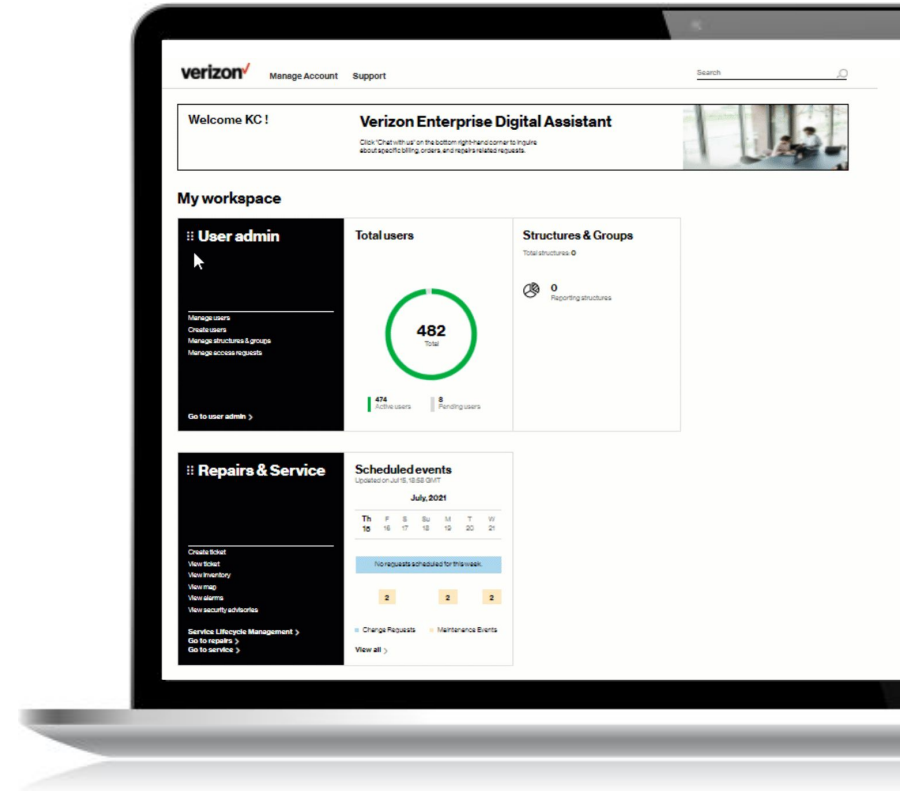 verizon
Manage Account Support
Search
Welcome KC !
Verizon Enterprise Digital Assistant
Click "Chat with us" on the bottom right-hand corner to inquire
about specific billing, orders, and repairs related requests.
My workspace
User admin
Manage users
Create users
Manage structures & groups
Manage access requests
Go to user admin >
Total users
482
Total
474
Active users
8
Pending users
Structures & Groups
Total structures: 0
0
Reporting structures
Repairs & Service
Create ticket
View ticket
View inventory
View map
View alarms
View security advisories
Service Lifecycle Management >
Go to repairs >
Go to service >
Scheduled events
Updated on Jul 15, 18:58 GMT
July, 2021
Th F S Su M T W
15 16 17 18 19 20 21
No requests scheduled for this week.
2 2 2
Change Requests Maintenance Events
View all >